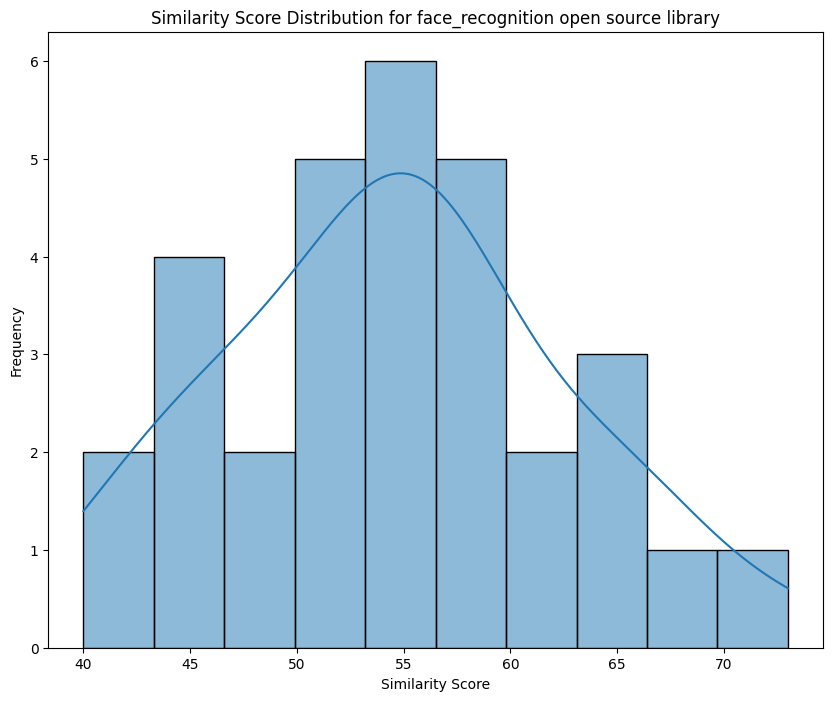 Similarity Score Distribution for face_recognition open source library
6
5
4
3
2
1
0
Frequency
40 45 50 55 60 65 70
Similarity Score